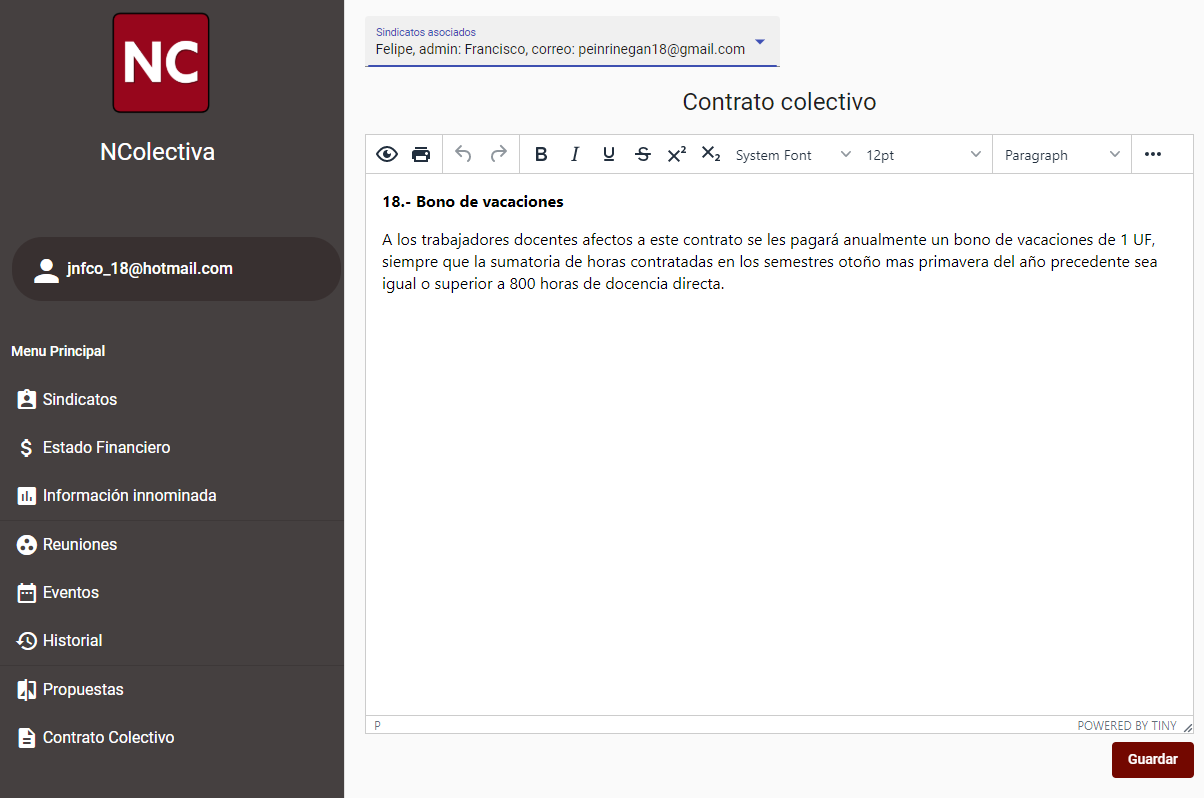 NC
NColectiva
jnfco_18@hotmail.com
Menu Principal
Sindicatos
Estado Financiero
Información innominada
Reuniones
Eventos
Historial
Propuestas
Contrato Colectivo
Sindicatos asociados
Felipe, admin: Francisco, correo: peinrinegan18@gmail.com
Contrato colectivo
B I U S X² X₂ System Font 12pt Paragraph ...
18.- Bono de vacaciones
A los trabajadores docentes afectos a este contrato se les pagará anualmente un bono de vacaciones de 1 UF,
siempre que la sumatoria de horas contratadas en los semestres otoño mas primavera del año precedente sea
igual o superior a 800 horas de docencia directa.
P POWERED BY TINY
Guardar